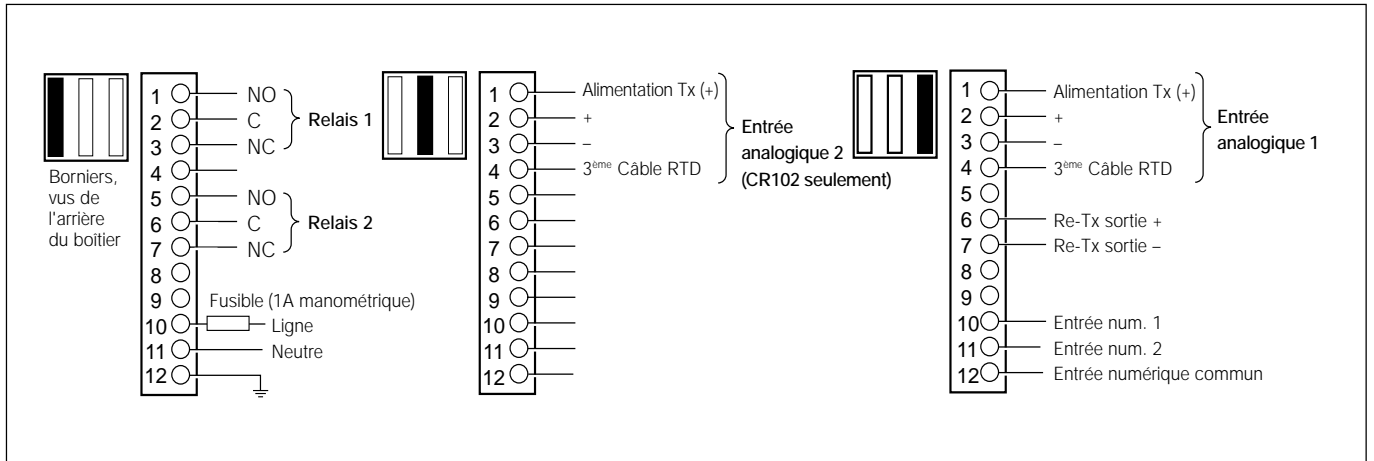 Borniers,
vus de
l'arrière
du boîtier
1 NO
2 C
3 NC
Relais 1
4
5 NO
6 C
7 NC
Relais 2
8
9
Fusible (1A manométrique)
10 Ligne
11 Neutre
12
1 Alimentation Tx (+)
2 +
3 –
4 3ème Câble RTD
Entrée
analogique 2
(CR102 seulement)
5
6
7
8
9
10
11
12
1 Alimentation Tx (+)
2 +
3 –
4 3ème Câble RTD
Entrée
analogique 1
5
6 Re-Tx sortie +
7 Re-Tx sortie –
8
9
10 Entrée num. 1
11 Entrée num. 2
12 Entrée numérique commun